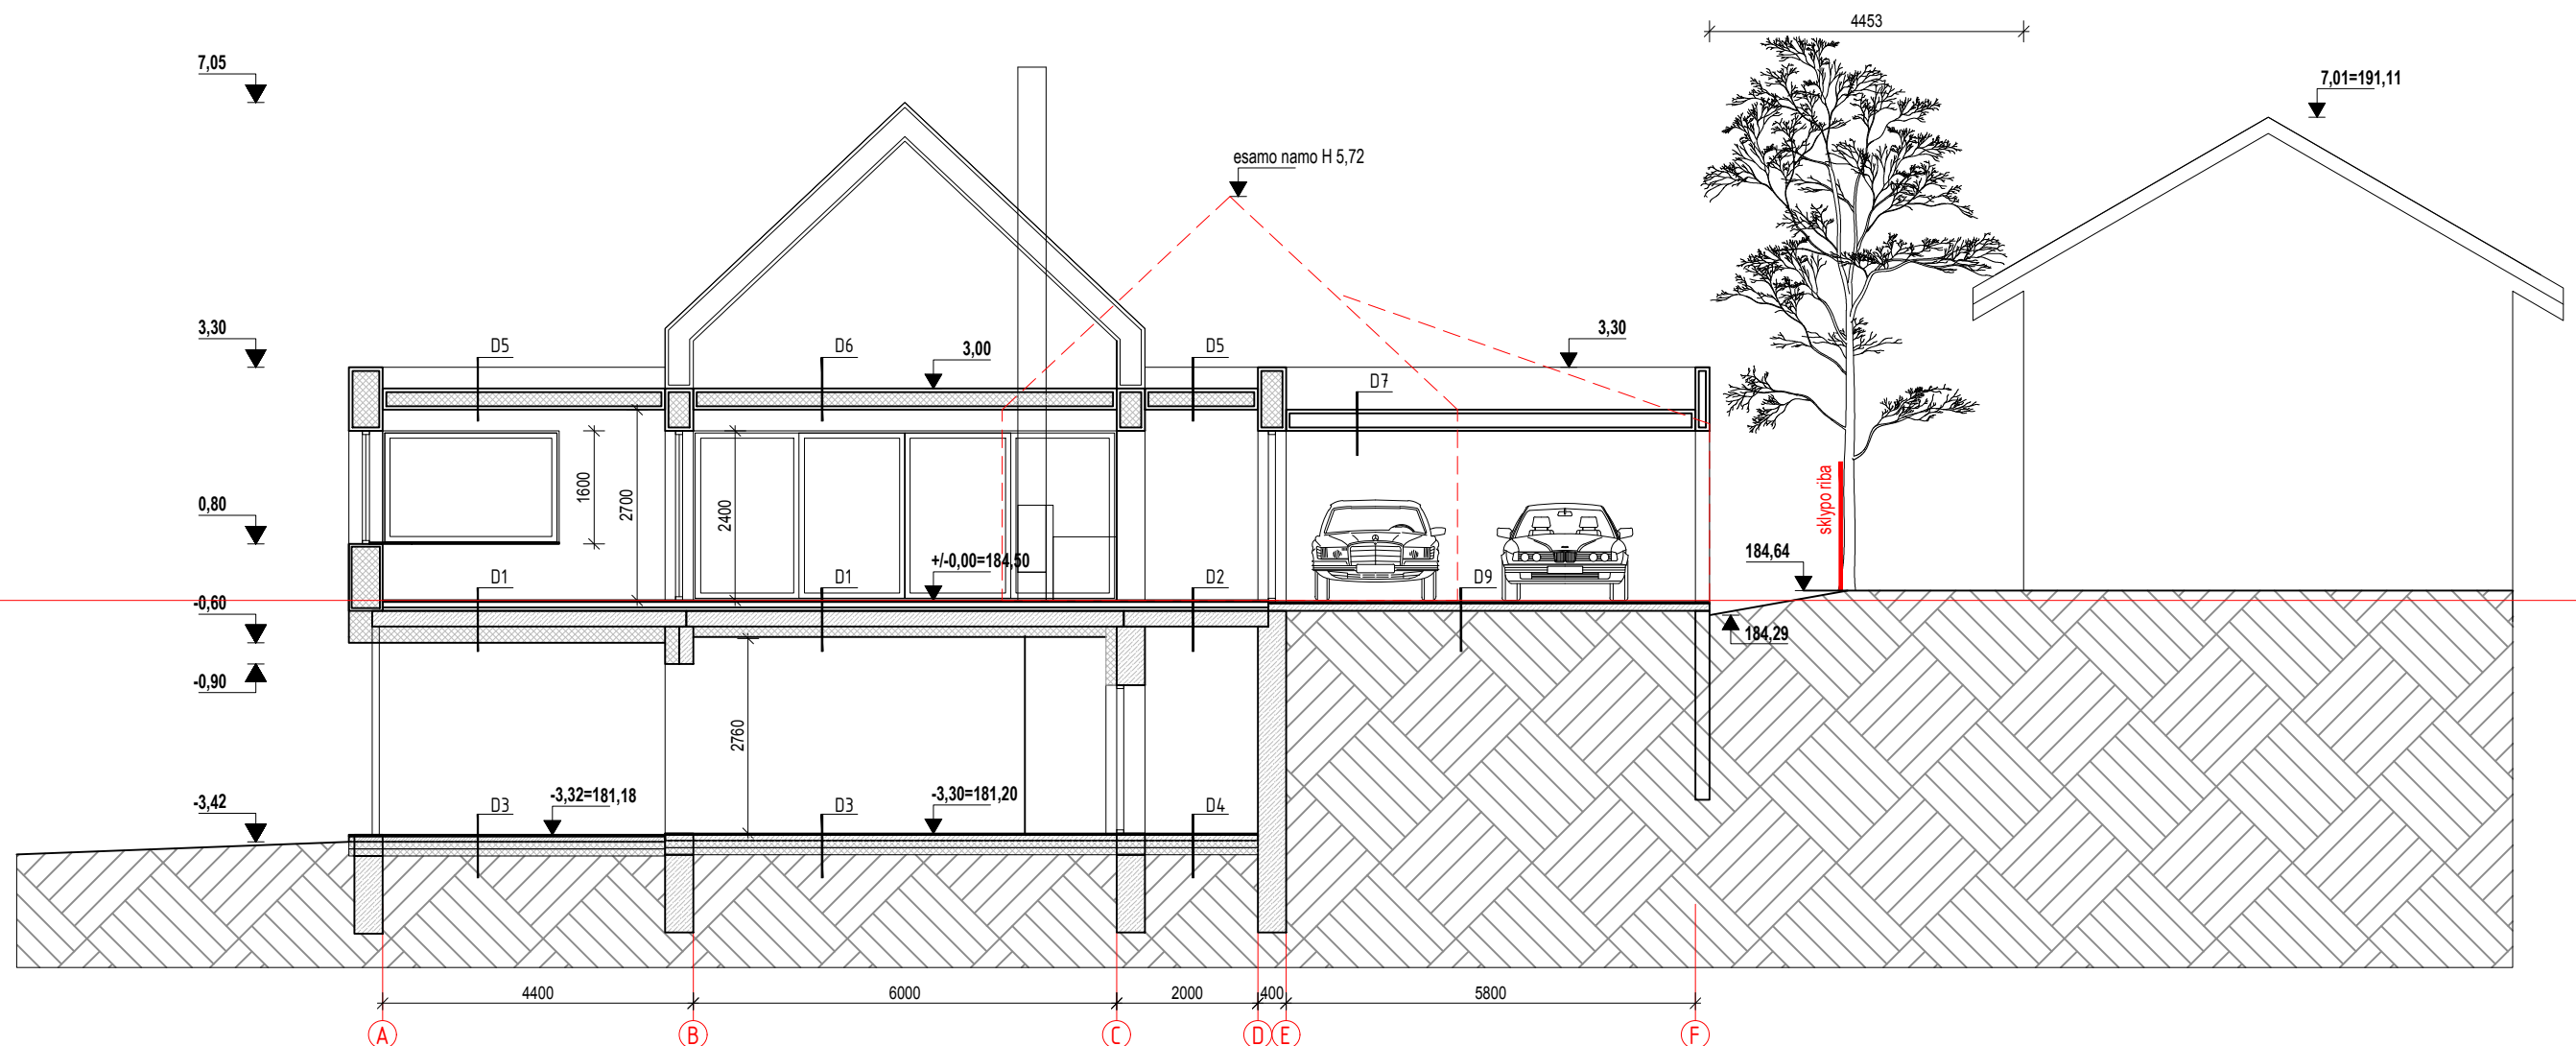 4453
7,05
7,01=191,11
esamo namo H 5,72
3,30
3,30
D5
D6
3,00
D5
D7
1600
2700
2400
sklypo riba
0,80
+/-0,00=184,50
184,64
D1
D1
D2
D9
-0,60
184,29
-0,90
2760
-3,42
D3
-3,32=181,18
D3
-3,30=181,20
D4
4400
6000
2000
400
5800
A
B
C
D
E
F